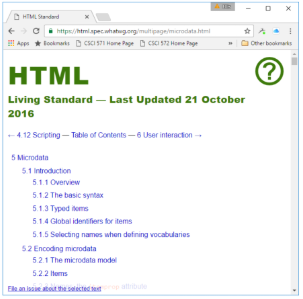 HTML Standard
https://html.spec.whatwg.org/multipage/microdata.html
Apps Bookmarks CSCI 571 Home Page CSCI 572 Home Page » Other bookmarks
HTML
Living Standard — Last Updated 21 October
2016
← 4.12 Scripting — Table of Contents — 6 User interaction →
5 Microdata
5.1 Introduction
5.1.1 Overview
5.1.2 The basic syntax
5.1.3 Typed items
5.1.4 Global identifiers for items
5.1.5 Selecting names when defining vocabularies
5.2 Encoding microdata
5.2.1 The microdata model
5.2.2 Items
File an issue about the selected text
attribute